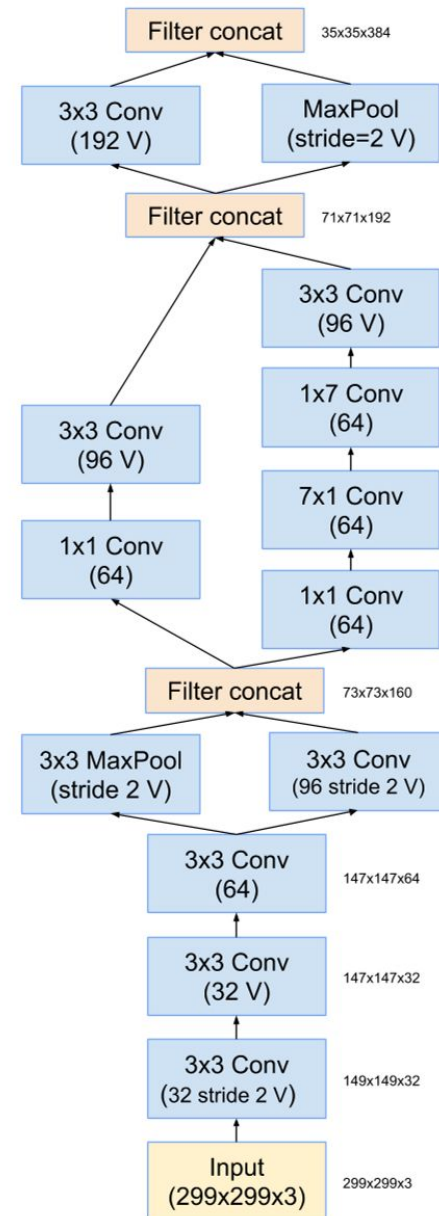 Filter concat
35x35x384
3x3 Conv
(192 V)
MaxPool
(stride=2 V)
Filter concat
71x71x192
3x3 Conv
(96 V)
1x7 Conv
(64)
3x3 Conv
(96 V)
7x1 Conv
(64)
1x1 Conv
(64)
1x1 Conv
(64)
Filter concat
73x73x160
3x3 MaxPool
(stride 2 V)
3x3 Conv
(96 stride 2 V)
3x3 Conv
(64)
147x147x64
3x3 Conv
(32 V)
147x147x32
3x3 Conv
(32 stride 2 V)
149x149x32
Input
(299x299x3)
299x299x3